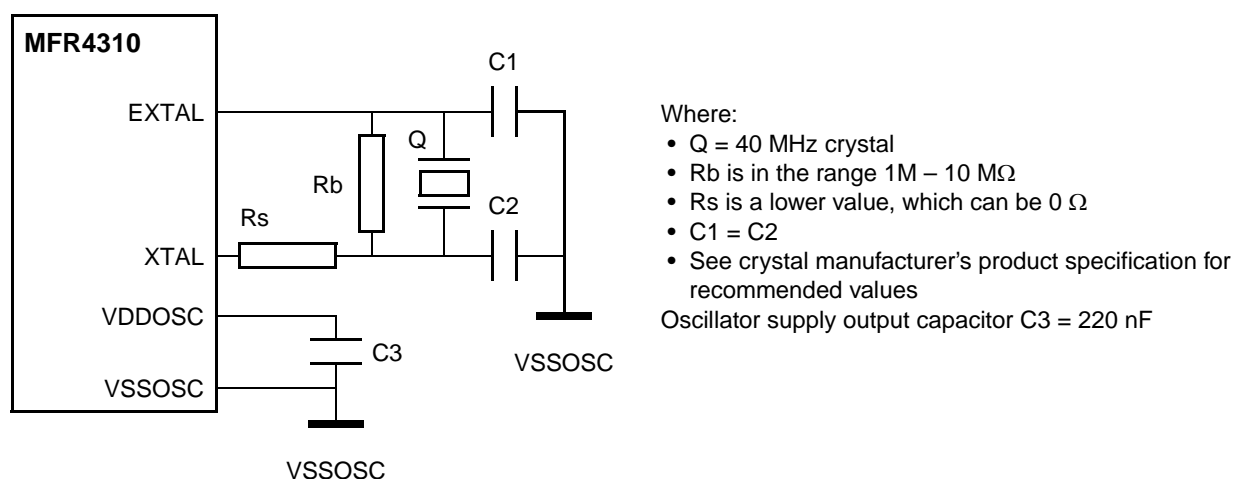 MFR4310
EXTAL
XTAL
VDDOSC
VSSOSC
Rs
Rb
Q
C1
C2
C3
VSSOSC
VSSOSC
Where:
• Q = 40 MHz crystal
• Rb is in the range 1M – 10 MΩ
• Rs is a lower value, which can be 0 Ω
• C1 = C2
• See crystal manufacturer's product specification for
recommended values
Oscillator supply output capacitor C3 = 220 nF